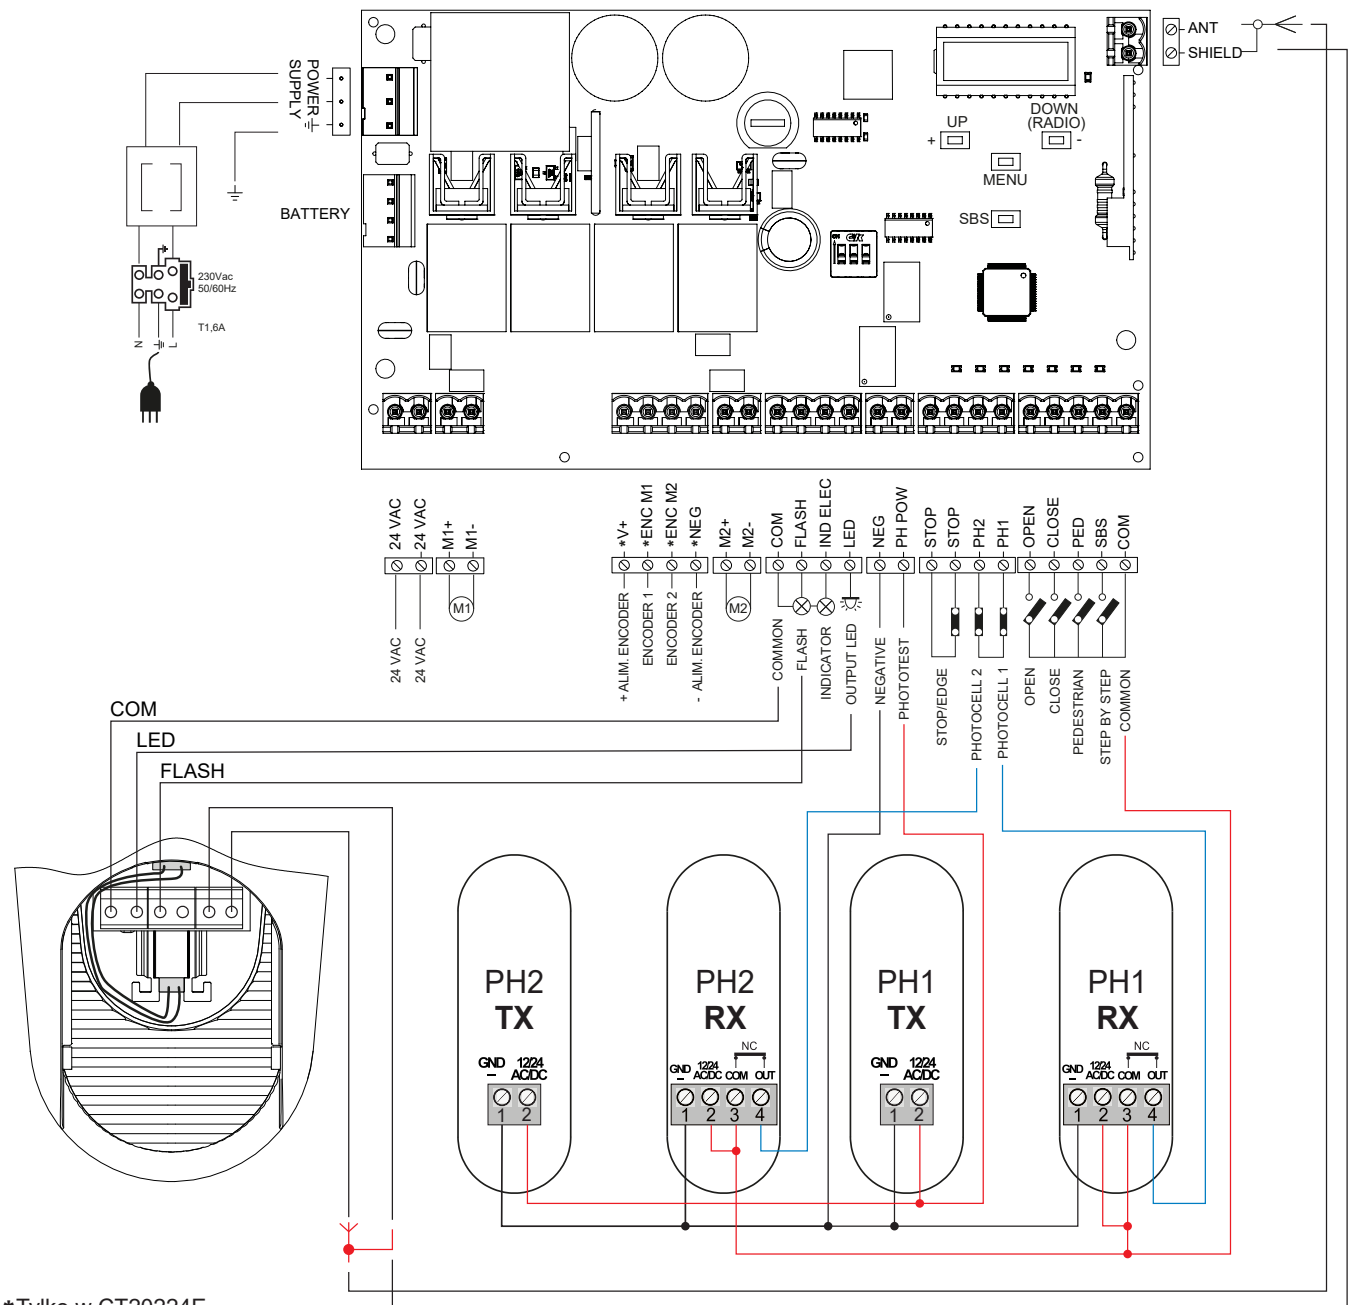 ANT
SHIELD
POWER
SUPPLY
UP
+
DOWN
(RADIO)
-
MENU
SBS
BATTERY
ON
230Vac
50/60Hz
T1,6A
N
L
24 VAC
24 VAC
M1+
M1-
*V+
*ENC M1
*ENC M2
*NEG
M2+
M2-
COM
FLASH
IND ELEC
LED
NEG
PH POW
STOP
STOP
PH2
PH1
OPEN
CLOSE
PED
SBS
COM
M1
M2
24 VAC
24 VAC
+ ALIM. ENCODER
ENCODER 1
ENCODER 2
- ALIM. ENCODER
COMMON
FLASH
INDICATOR
OUTPUT LED
NEGATIVE
PHOTOTEST
STOP/EDGE
PHOTOCELL 2
PHOTOCELL 1
OPEN
CLOSE
PEDESTRIAN
STEP BY STEP
COMMON
COM
LED
FLASH
PH2
TX
GND
–
12/24
AC/DC
1 2
PH2
RX
NC
GND
–
12/24
AC/DC
COM OUT
1 2 3 4
PH1
TX
GND
–
12/24
AC/DC
1 2
PH1
RX
NC
GND
–
12/24
AC/DC
COM OUT
1 2 3 4